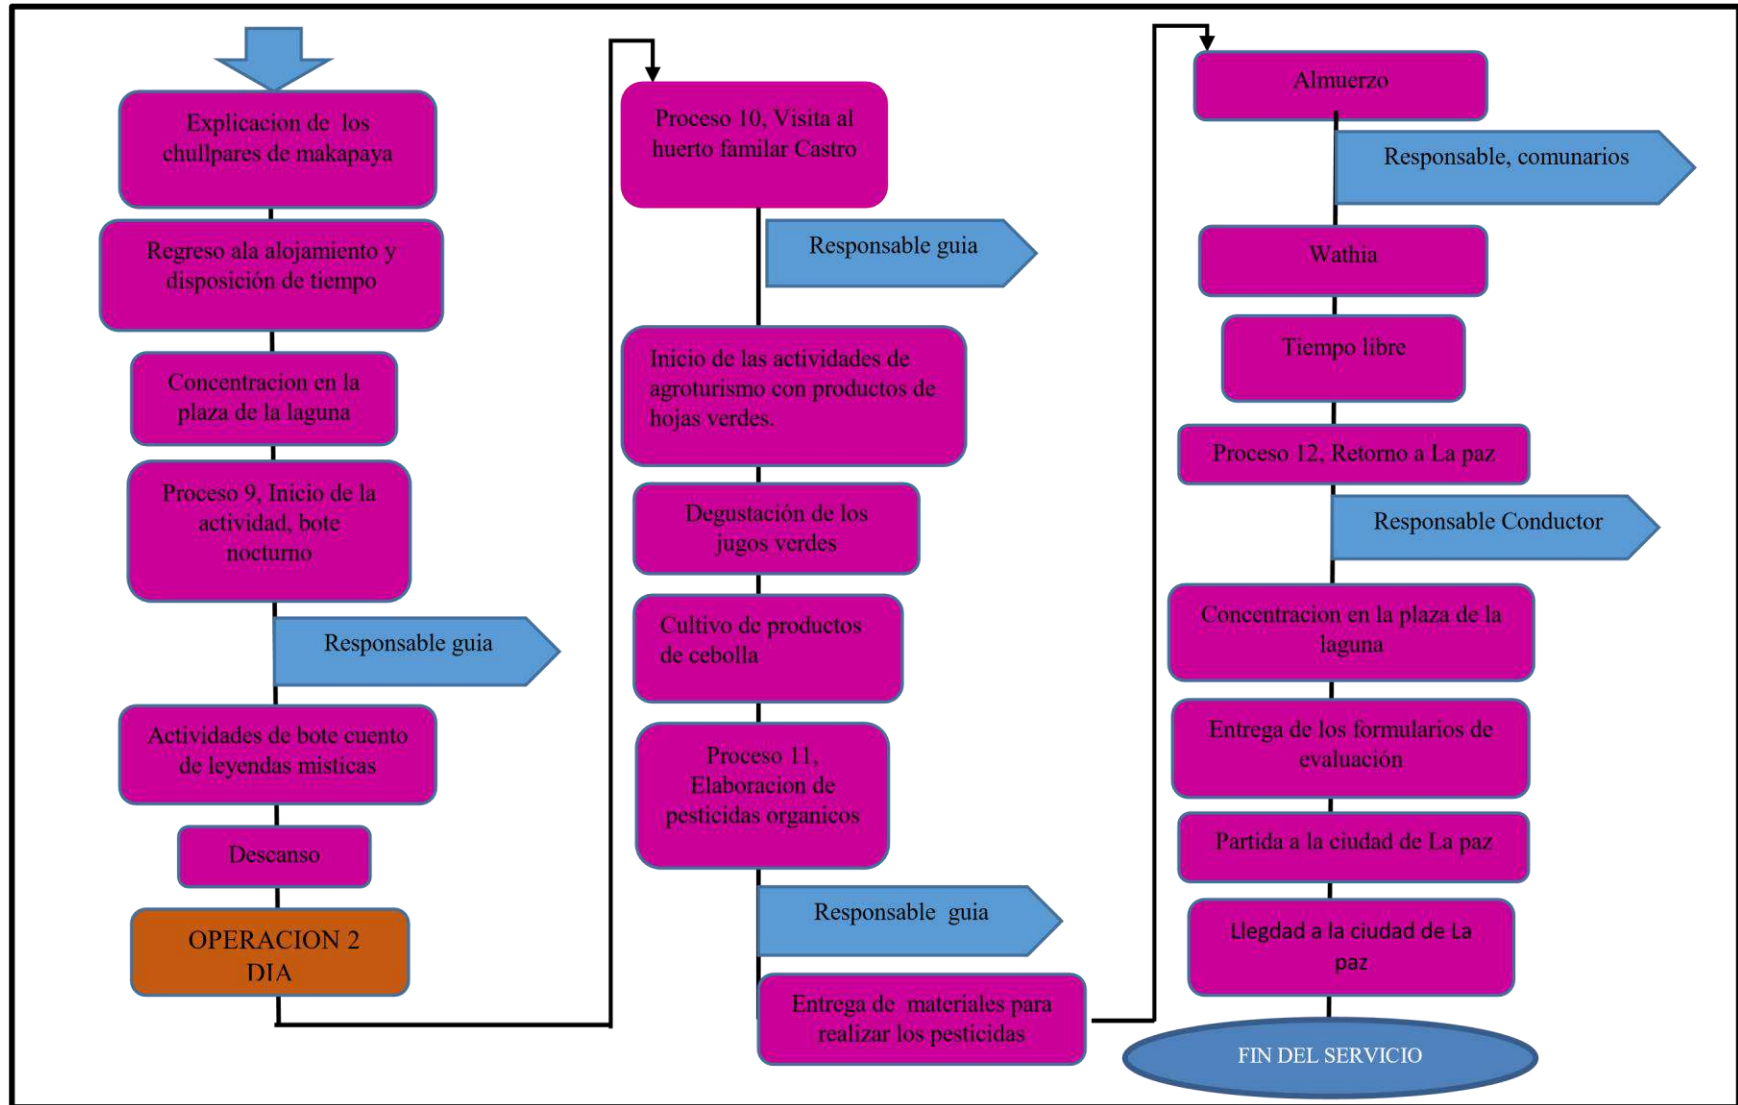 Explicacion de los
chullpares de makapaya
Regreso ala alojamiento y
disposición de tiempo
Concentracion en la
plaza de la laguna
Proceso 9, Inicio de la
actividad, bote
nocturno
Responsable guia
Actividades de bote cuento
de leyendas misticas
Descanso
OPERACION 2
DIA
Proceso 10, Visita al
huerto familar Castro
Responsable guia
Inicio de las actividades de
agroturismo con productos de
hojas verdes.
Degustación de los
jugos verdes
Cultivo de productos
de cebolla
Proceso 11,
Elaboracion de
pesticidas organicos
Responsable guia
Entrega de materiales para
realizar los pesticidas
Almuerzo
Responsable, comunarios
Wathia
Tiempo libre
Proceso 12, Retorno a La paz
Responsable Conductor
Concentracion en la plaza de la
laguna
Entrega de los formularios de
evaluación
Partida a la ciudad de La paz
Llegdad a la ciudad de La
paz
FIN DEL SERVICIO